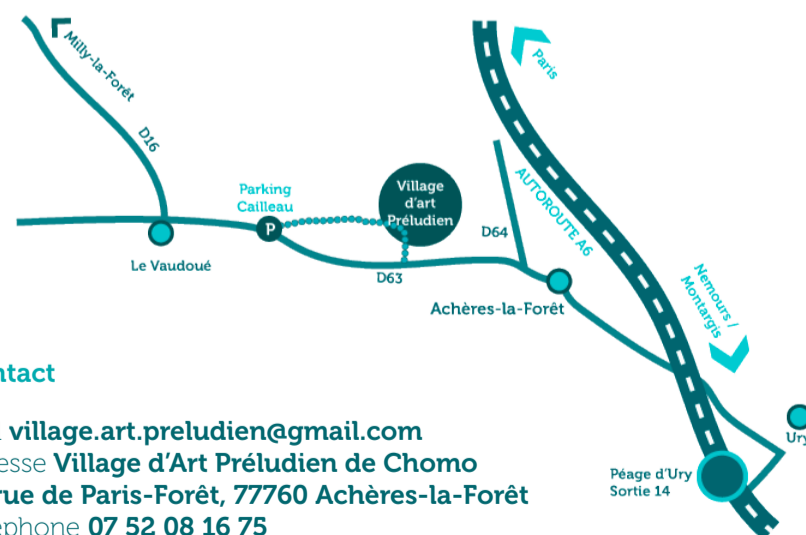 Milly-la-Forêt
D16
Paris
AUTOROUTE A6
Parking
Cailleau
P
Village
d'art
Préludien
D64
D63
Le Vaudoué
Achères-la-Forêt
Nemours /
Montargis
Ury
Péage d'Ury
Sortie 14
ntact
village.art.preludien@gmail.com
esse Village d'Art Préludien de Chomo
rue de Paris-Forêt, 77760 Achères-la-Forêt
éphone 07 52 08 16 75